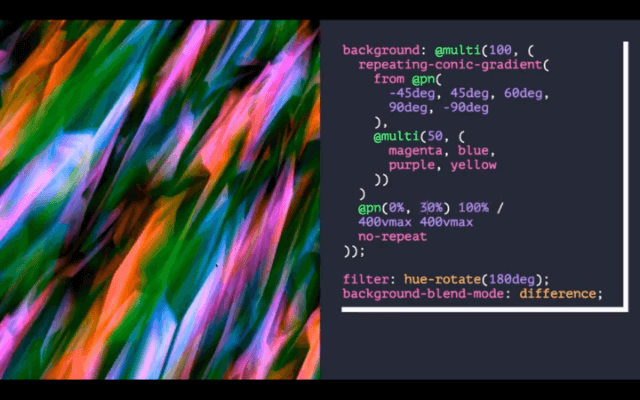 background: @multi(100, (
repeating-conic-gradient(
from @pn(
-45deg, 45deg, 60deg,
90deg, -90deg
),
@multi(50, (
magenta, blue,
purple, yellow
))
)
@pn(0%, 30%) 100% /
400vmax 400vmax
no-repeat
));
filter: hue-rotate(180deg);
background-blend-mode: difference;